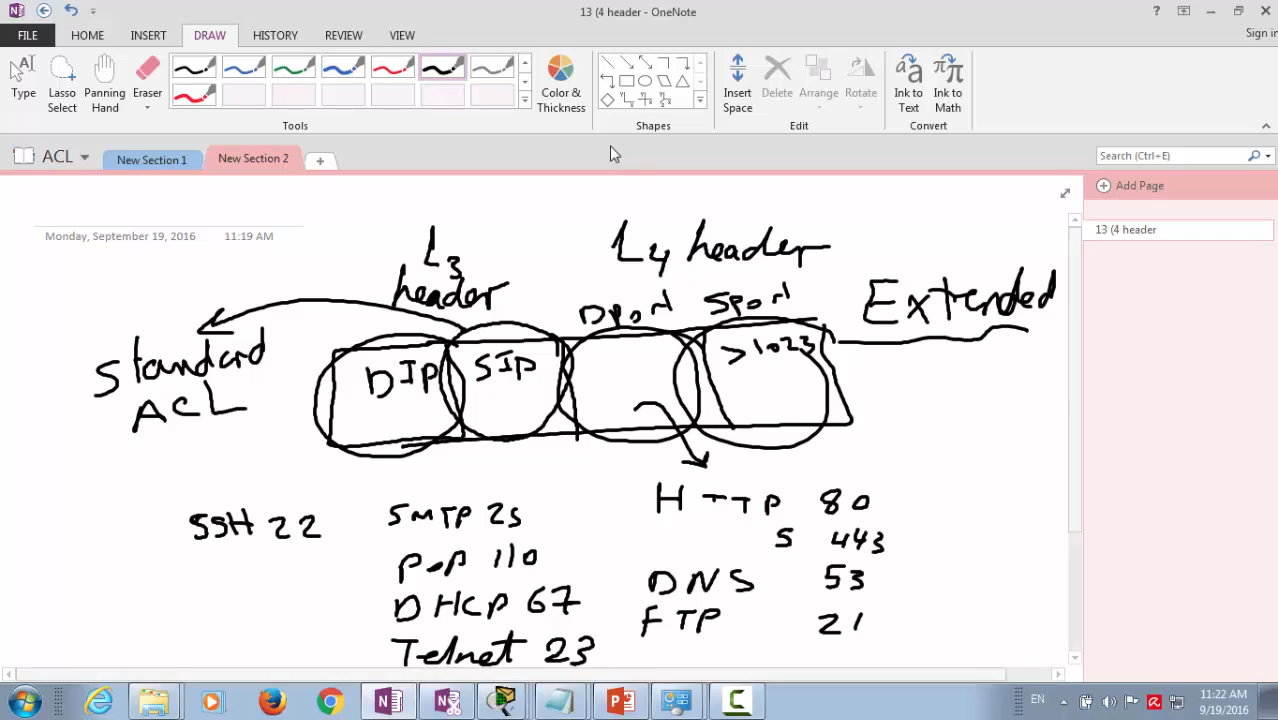 13 (4 header - OneNote
Sign in
FILE HOME INSERT DRAW HISTORY REVIEW VIEW
Type
Lasso Select
Panning Hand
Eraser
Color & Thickness
Insert Space
Delete
Arrange
Rotate
Ink to Text
Ink to Math
Tools
Shapes
Edit
Convert
ACL
New Section 1
New Section 2
Search (Ctrl+E)
Add Page
13 (4 header
Monday, September 19, 2016 11:19 AM
L3 header
L4 header
Dport
Sport
Extended
Standard ACL
DIP
SIP
>1023
SSH 22
SMTP 25
POP 110
DHCP 67
Telnet 23
HTTP 80
S 443
DNS 53
FTP 21
EN
11:22 AM
9/19/2016